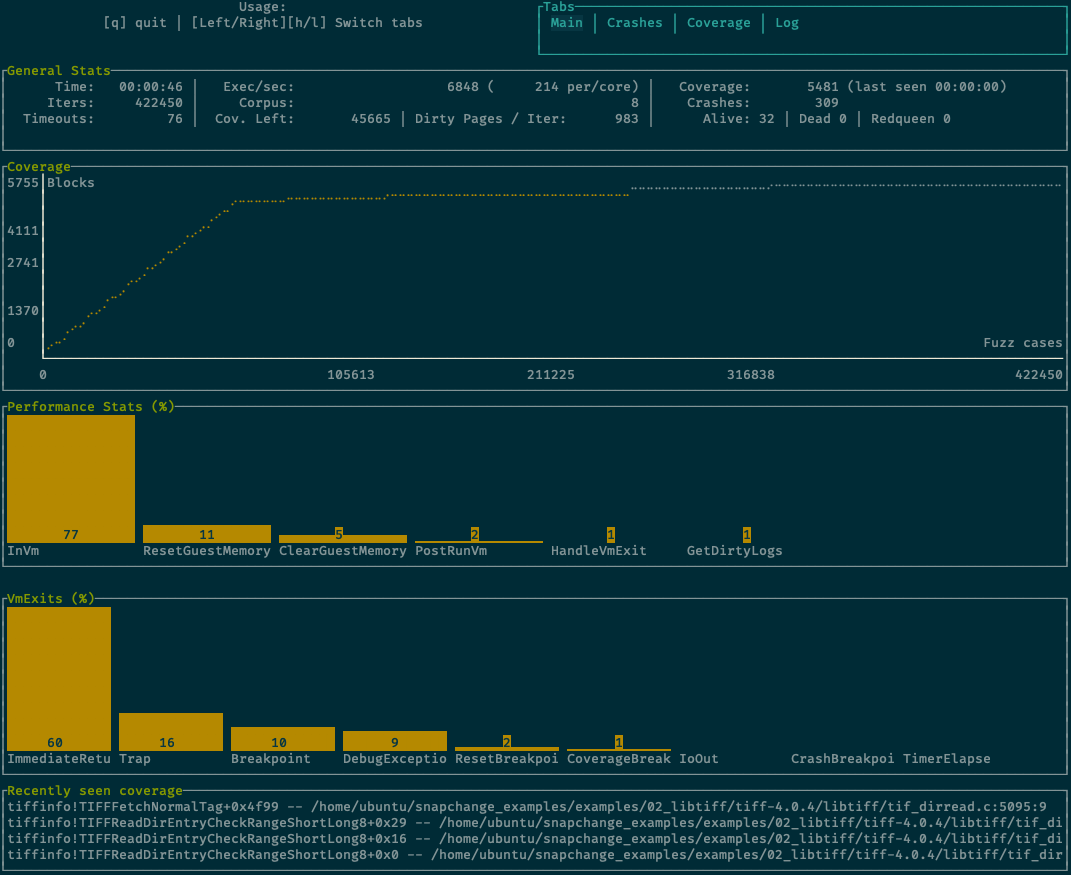 Usage:
[q] quit | [Left/Right][h/l] Switch tabs
Tabs
Main | Crashes | Coverage | Log
General Stats
Time: 00:00:46 | Exec/sec: 6848 ( 214 per/core) | Coverage: 5481 (last seen 00:00:00)
Iters: 422450 | Corpus: 8 | Crashes: 309
Timeouts: 76 | Cov. Left: 45665 | Dirty Pages / Iter: 983 | Alive: 32 | Dead 0 | Redqueen 0
Coverage
5755 Blocks
4111
2741
1370
0
Fuzz cases
0 105613 211225 316838 422450
Performance Stats (%)
77 11 5 2 1 1
InVm ResetGuestMemory ClearGuestMemory PostRunVm HandleVmExit GetDirtyLogs
VmExits (%)
60 16 10 9 2 1
ImmediateRetu Trap Breakpoint DebugExceptio ResetBreakpoi CoverageBreak IoOut CrashBreakpoi TimerElapse
Recently seen coverage
tiffinfo!TIFFFetchNormalTag+0x4f99 -- /home/ubuntu/snapchange_examples/examples/02_libtiff/tiff-4.0.4/libtiff/tif_dirread.c:5095:9
tiffinfo!TIFFReadDirEntryCheckRangeShortLong8+0x29 -- /home/ubuntu/snapchange_examples/examples/02_libtiff/tiff-4.0.4/libtiff/tif_di
tiffinfo!TIFFReadDirEntryCheckRangeShortLong8+0x16 -- /home/ubuntu/snapchange_examples/examples/02_libtiff/tiff-4.0.4/libtiff/tif_di
tiffinfo!TIFFReadDirEntryCheckRangeShortLong8+0x0 -- /home/ubuntu/snapchange_examples/examples/02_libtiff/tiff-4.0.4/libtiff/tif_dir